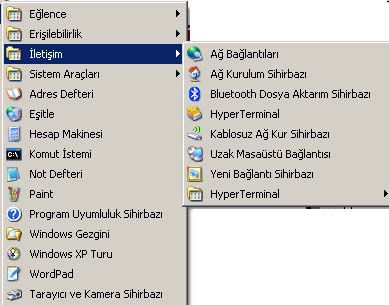 Eğlence
Erişilebilirlik
İletişim
Sistem Araçları
Adres Defteri
Eşitle
Hesap Makinesi
Komut İstemi
Not Defteri
Paint
Program Uyumluluk Sihirbazı
Windows Gezgini
Windows XP Turu
WordPad
Tarayıcı ve Kamera Sihirbazı
Ağ Bağlantıları
Ağ Kurulum Sihirbazı
Bluetooth Dosya Aktarım Sihirbazı
HyperTerminal
Kablosuz Ağ Kur Sihirbazı
Uzak Masaüstü Bağlantısı
Yeni Bağlantı Sihirbazı
HyperTerminal